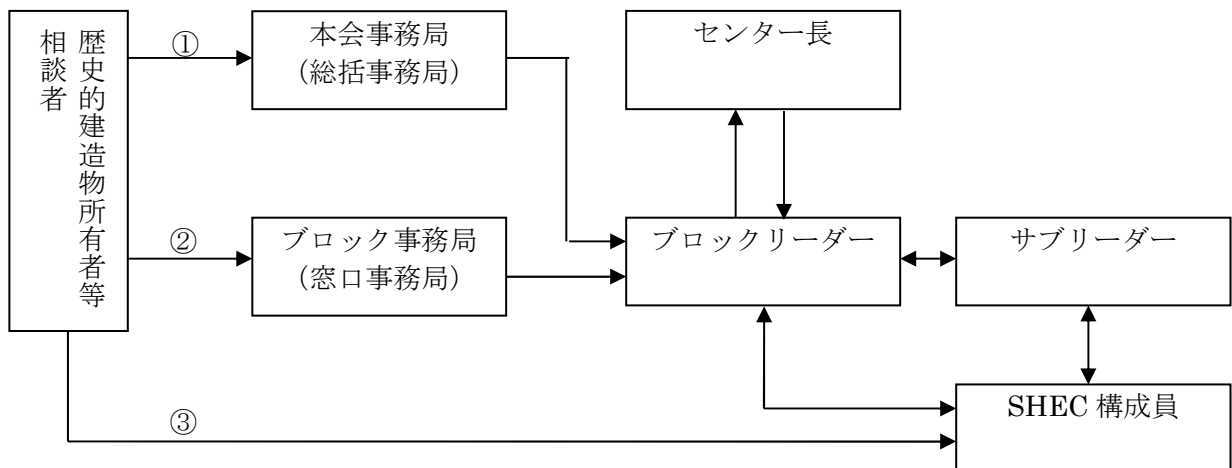 歴史的建造物所有者等
相談者
①
本会事務局
（総括事務局）
センター長
②
ブロック事務局
（窓口事務局）
ブロックリーダー
サブリーダー
③
SHEC 構成員